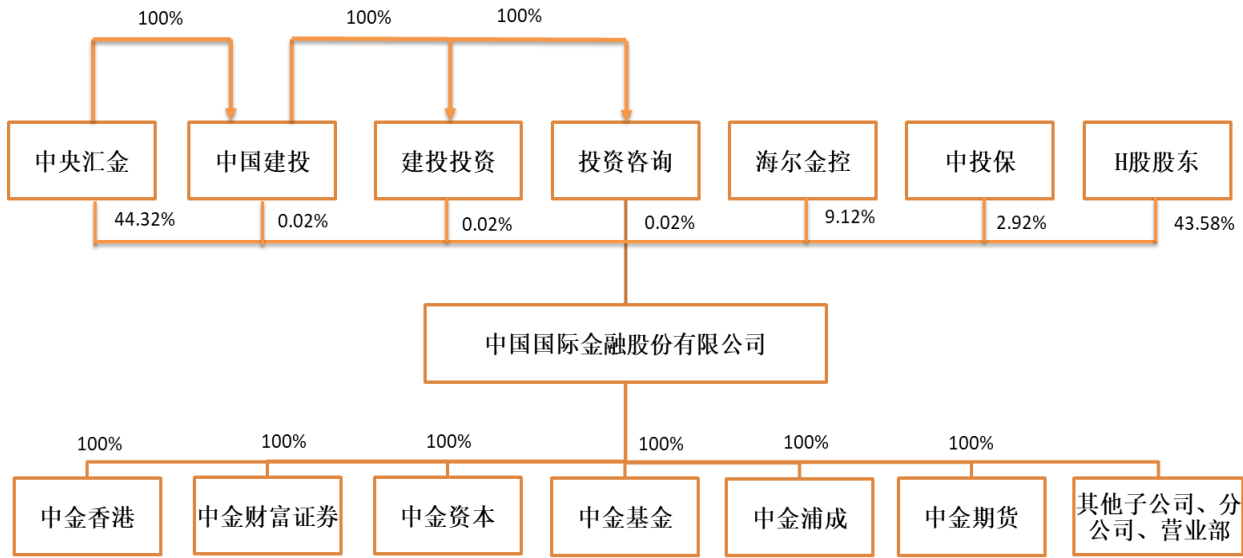 100%
100%
100%
中央汇金
中国建投
建投投资
投资咨询
海尔金控
中投保
H股股东
44.32%
0.02%
0.02%
0.02%
9.12%
2.92%
43.58%
中国国际金融股份有限公司
100%
100%
100%
100%
100%
100%
中金香港
中金财富证券
中金资本
中金基金
中金浦成
中金期货
其他子公司、分
公司、营业部